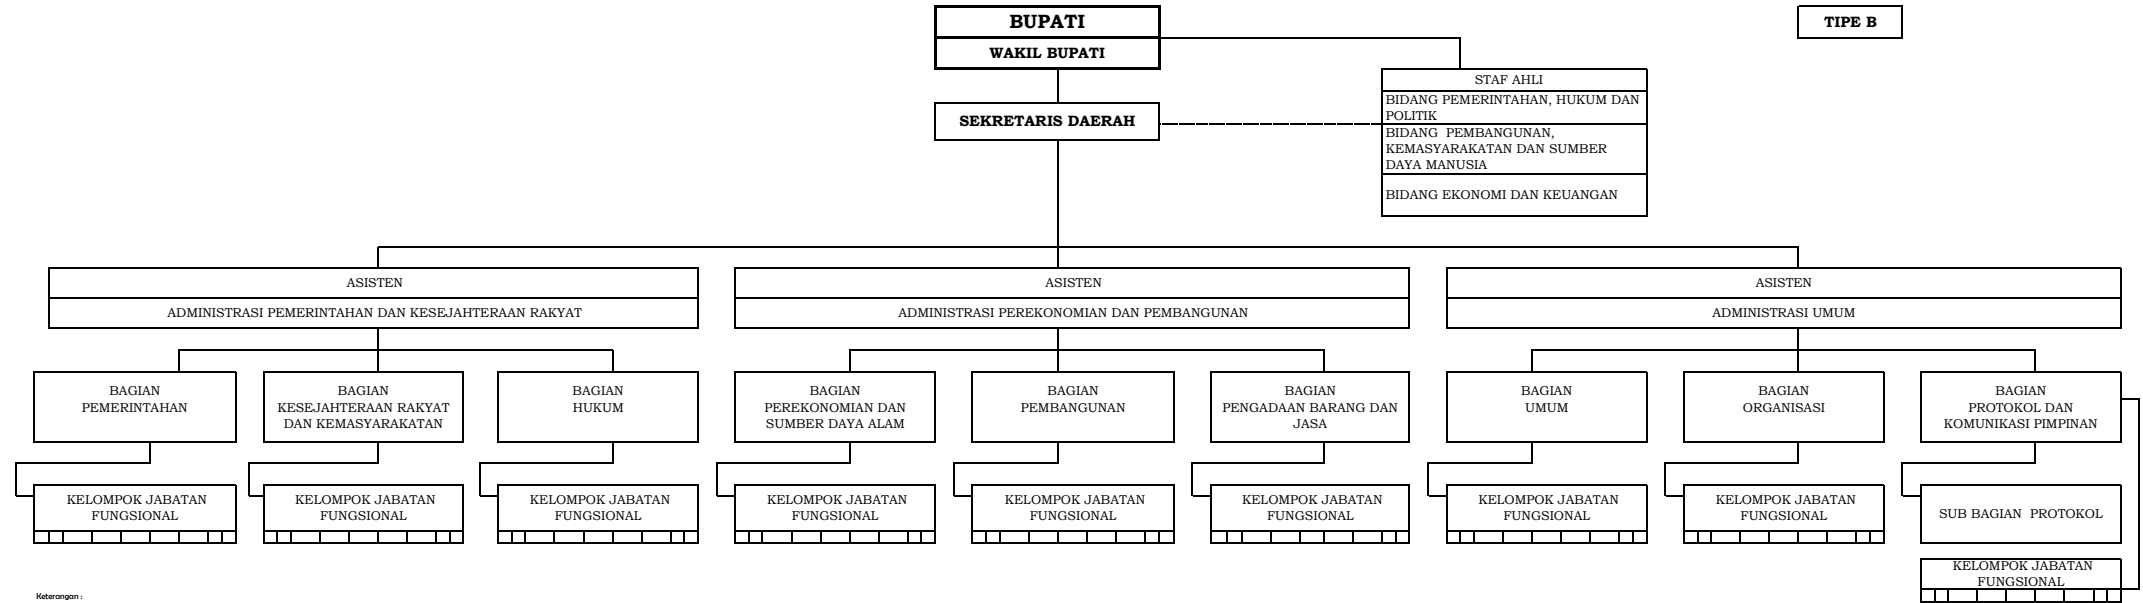 BUPATI
WAKIL BUPATI
TIPE B
STAF AHLI
BIDANG PEMERINTAHAN, HUKUM DAN
POLITIK
BIDANG PEMBANGUNAN,
KEMASYARAKATAN DAN SUMBER
DAYA MANUSIA
BIDANG EKONOMI DAN KEUANGAN
SEKRETARIS DAERAH
ASISTEN
ADMINISTRASI PEMERINTAHAN DAN KESEJAHTERAAN RAKYAT
ASISTEN
ADMINISTRASI PEREKONOMIAN DAN PEMBANGUNAN
ASISTEN
ADMINISTRASI UMUM
BAGIAN
PEMERINTAHAN
BAGIAN
KESEJAHTERAAN RAKYAT
DAN KEMASYARAKATAN
BAGIAN
HUKUM
BAGIAN
PEREKONOMIAN DAN
SUMBER DAYA ALAM
BAGIAN
PEMBANGUNAN
BAGIAN
PENGADAAN BARANG DAN
JASA
BAGIAN
UMUM
BAGIAN
ORGANISASI
BAGIAN
PROTOKOL DAN
KOMUNIKASI PIMPINAN
KELOMPOK JABATAN
FUNGSIONAL
KELOMPOK JABATAN
FUNGSIONAL
KELOMPOK JABATAN
FUNGSIONAL
KELOMPOK JABATAN
FUNGSIONAL
KELOMPOK JABATAN
FUNGSIONAL
KELOMPOK JABATAN
FUNGSIONAL
KELOMPOK JABATAN
FUNGSIONAL
KELOMPOK JABATAN
FUNGSIONAL
SUB BAGIAN PROTOKOL
KELOMPOK JABATAN
FUNGSIONAL
Keterangan :